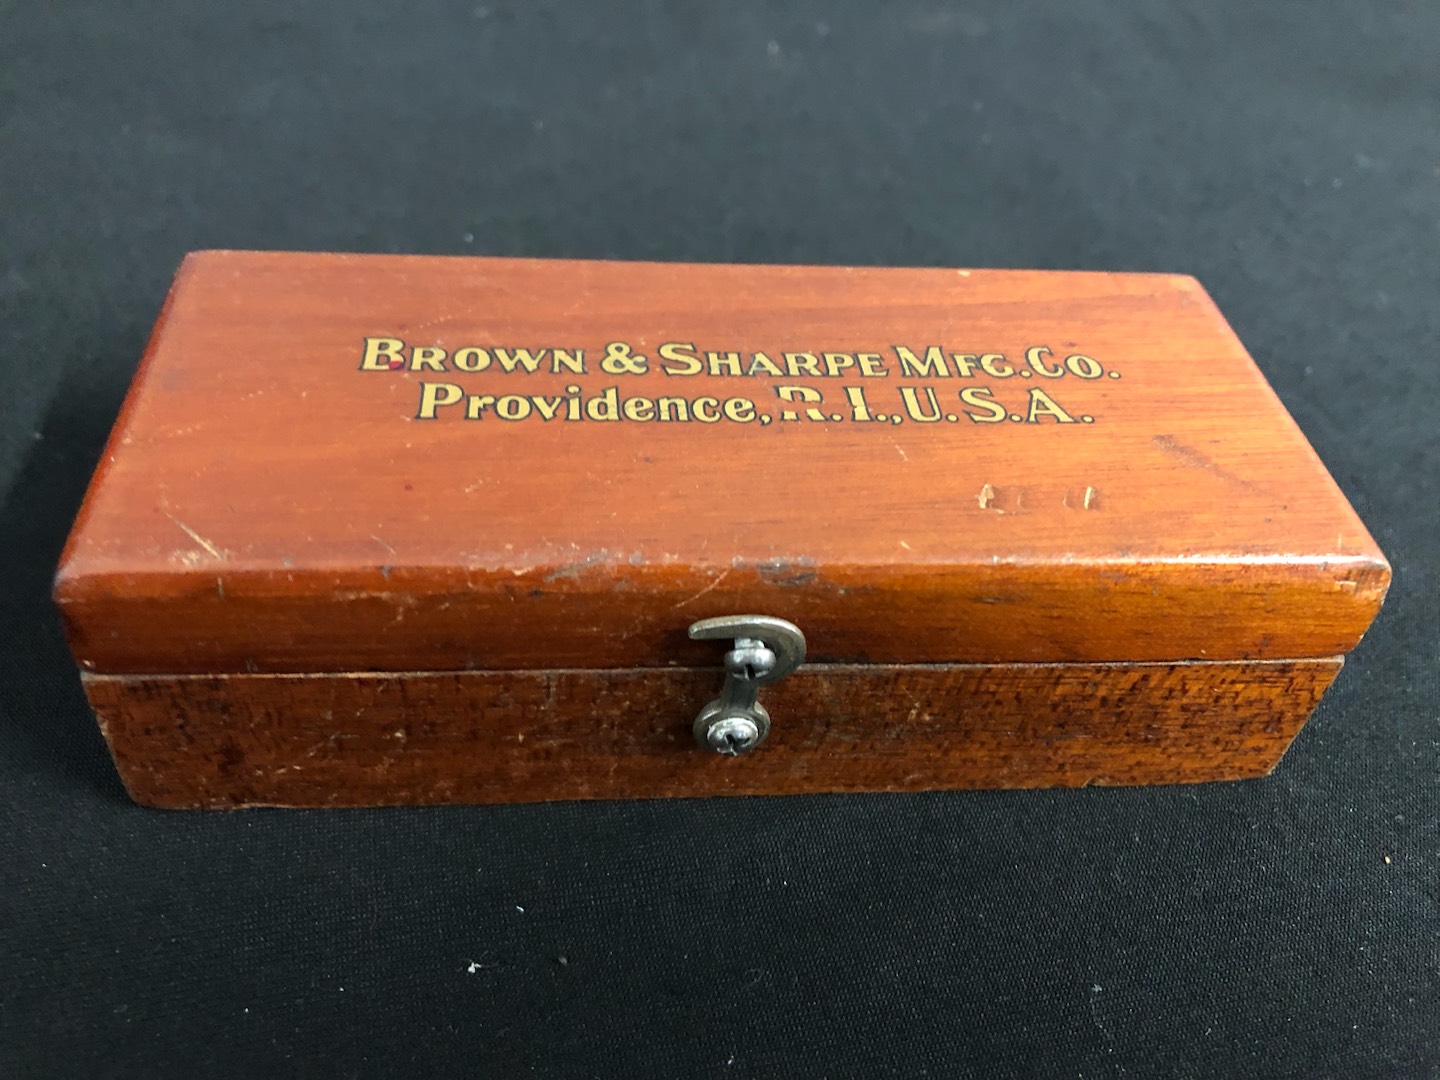 Brown & Sharpe Mfg. Co.
Providence, R.I., U.S.A.